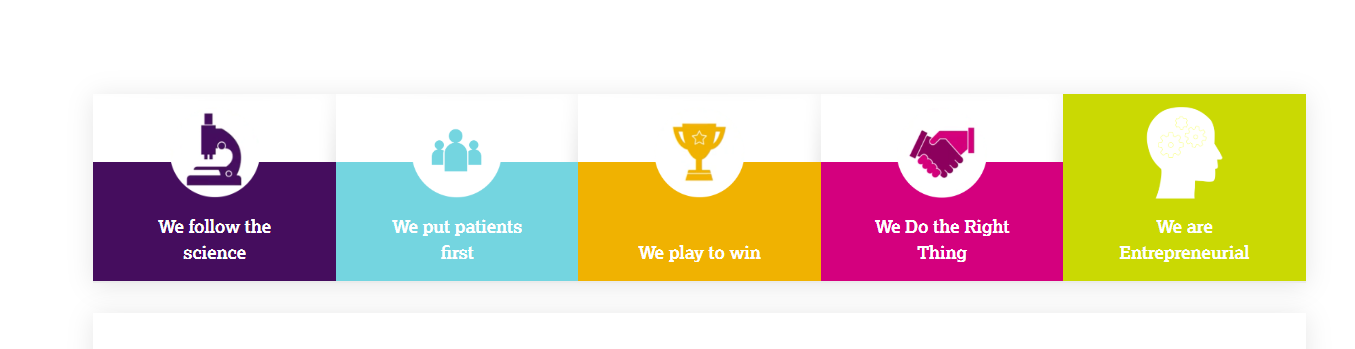 We follow the
science
We put patients
first
We play to win
We Do the Right
Thing
We are
Entrepreneurial